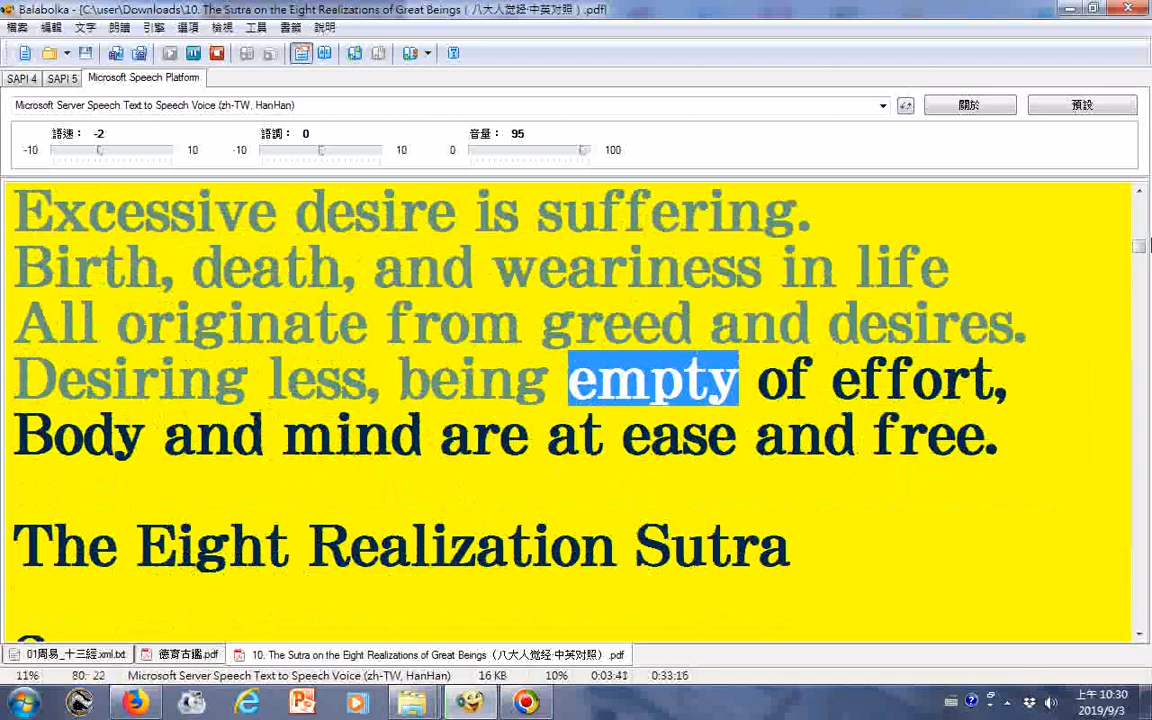 Balabolka - [C:\user\Downloads\10. The Sutra on the Eight Realizations of Great Beings（八大人觉经·中英对照）.pdf]
檔案 編輯 文字 朗讀 引擎 選項 檢視 工具 書籤 說明
SAPI 4 SAPI 5 Microsoft Speech Platform
Microsoft Server Speech Text to Speech Voice (zh-TW, HanHan) 關於 預設
語速： -2 語調： 0 音量： 95
-10 10 -10 10 0 100
Excessive desire is suffering.
Birth, death, and weariness in life
All originate from greed and desires.
Desiring less, being empty of effort,
Body and mind are at ease and free.
The Eight Realization Sutra
01周易_十三經.xml.txt 德育古鑑.pdf 10. The Sutra on the Eight Realizations of Great Beings（八大人觉经·中英对照）.pdf
11% 80: 22 Microsoft Server Speech Text to Speech Voice (zh-TW, HanHan) 16 KB 10% 0:03:41 0:33:16
上午 10:30
2019/9/3